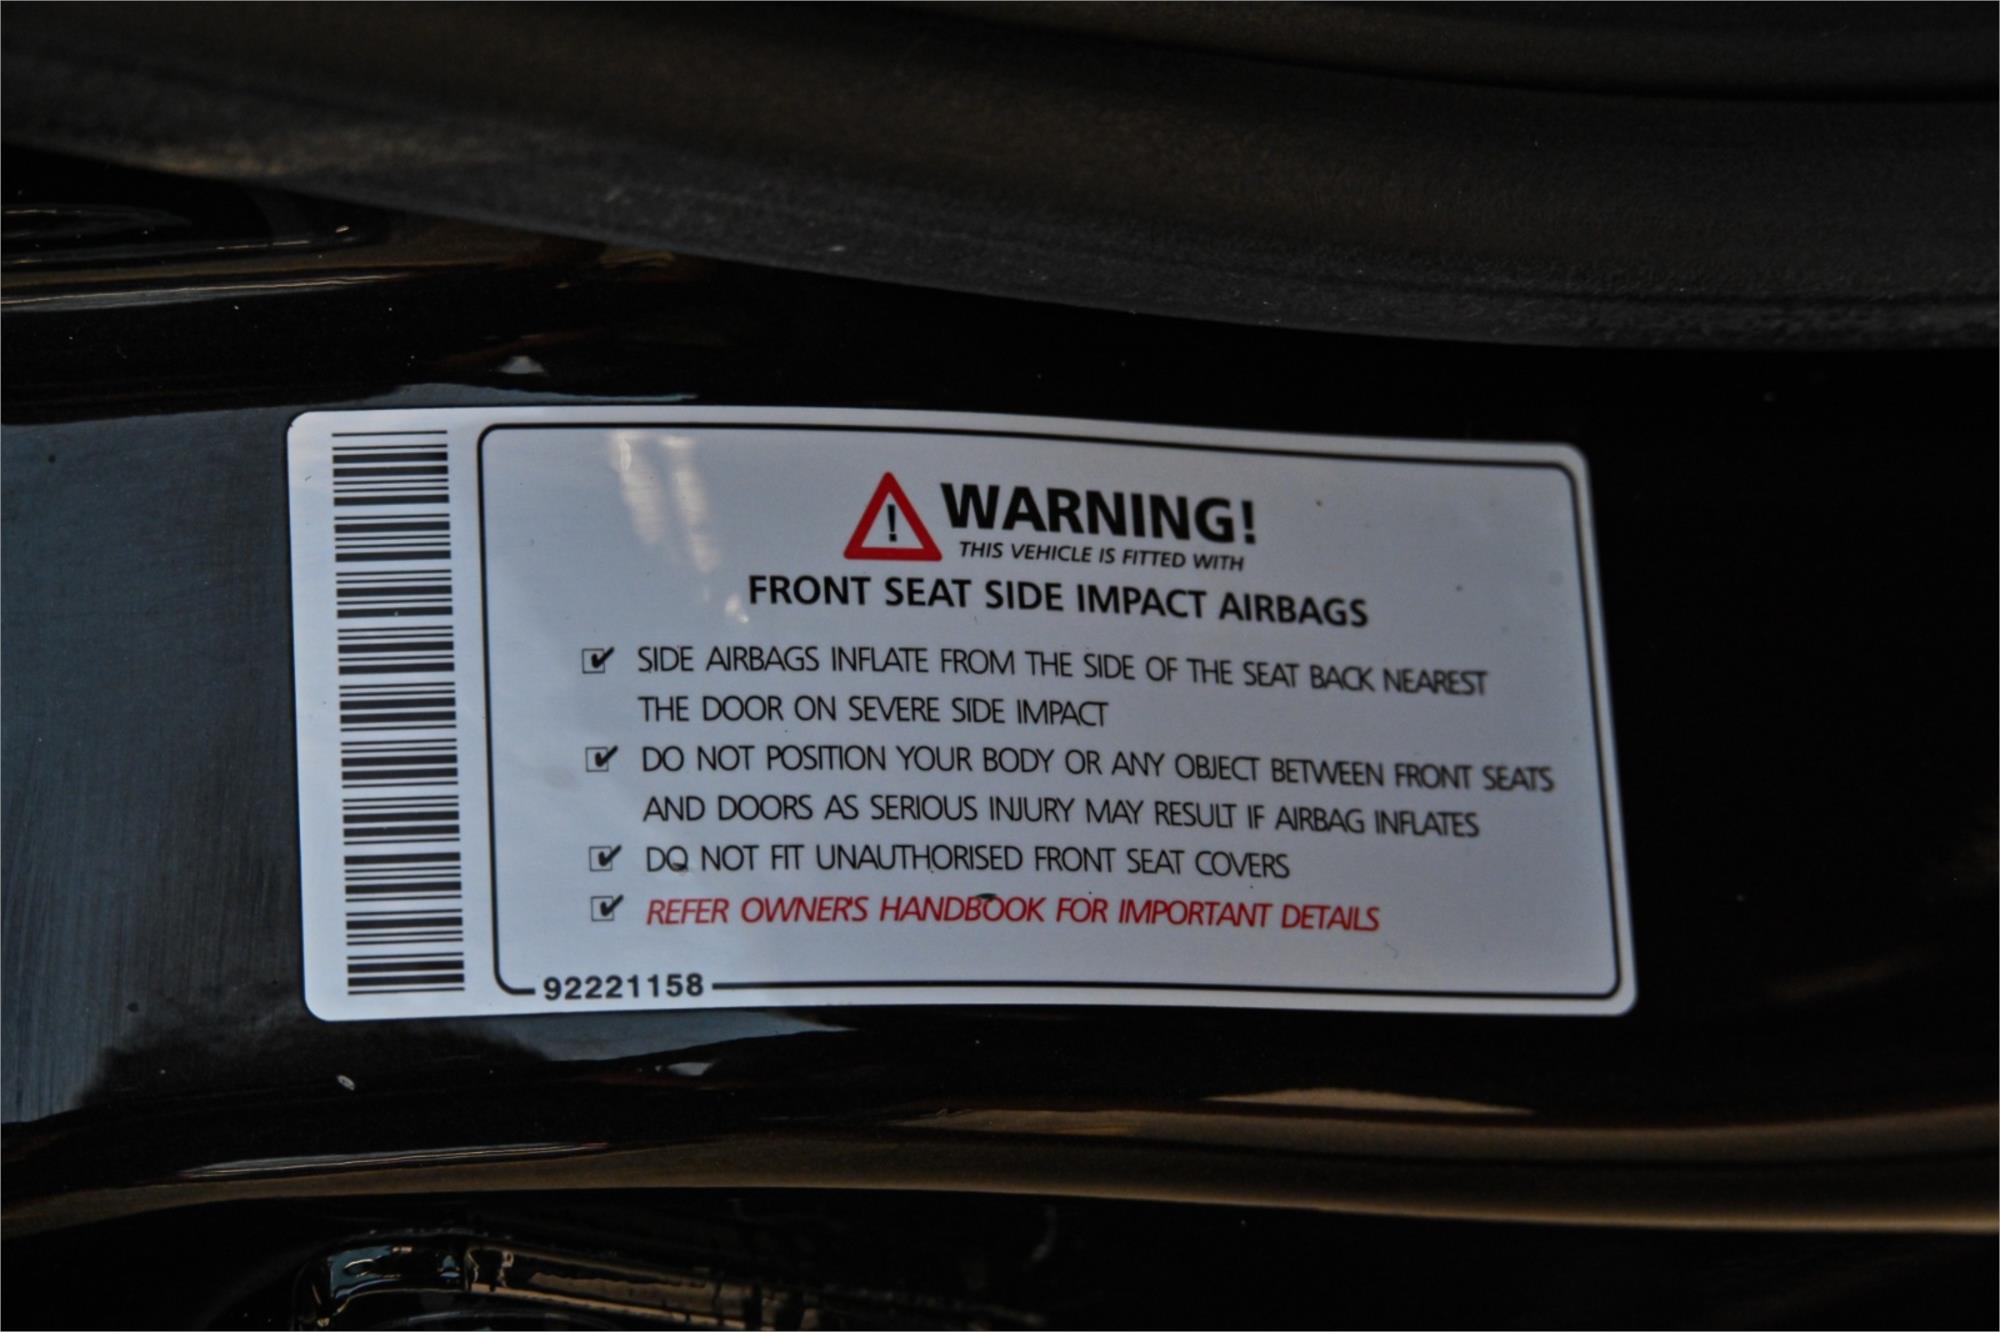 WARNING!
THIS VEHICLE IS FITTED WITH
FRONT SEAT SIDE IMPACT AIRBAGS
SIDE AIRBAGS INFLATE FROM THE SIDE OF THE SEAT BACK NEAREST
THE DOOR ON SEVERE SIDE IMPACT
DO NOT POSITION YOUR BODY OR ANY OBJECT BETWEEN FRONT SEATS
AND DOORS AS SERIOUS INJURY MAY RESULT IF AIRBAG INFLATES
DO NOT FIT UNAUTHORISED FRONT SEAT COVERS
REFER OWNER'S HANDBOOK FOR IMPORTANT DETAILS
92221158